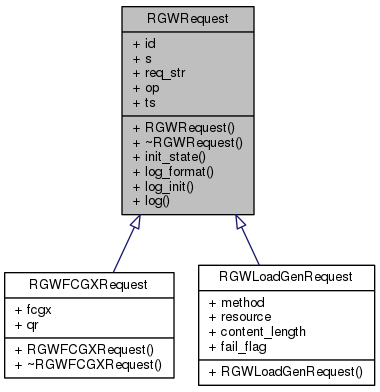 RGWRequest
+ id
+ s
+ req_str
+ op
+ ts
+ RGWRequest()
+ ~RGWRequest()
+ init_state()
+ log_format()
+ log_init()
+ log()
RGWFCGXRequest
+ fcgx
+ qr
+ RGWFCGXRequest()
+ ~RGWFCGXRequest()
RGWLoadGenRequest
+ method
+ resource
+ content_length
+ fail_flag
+ RGWLoadGenRequest()